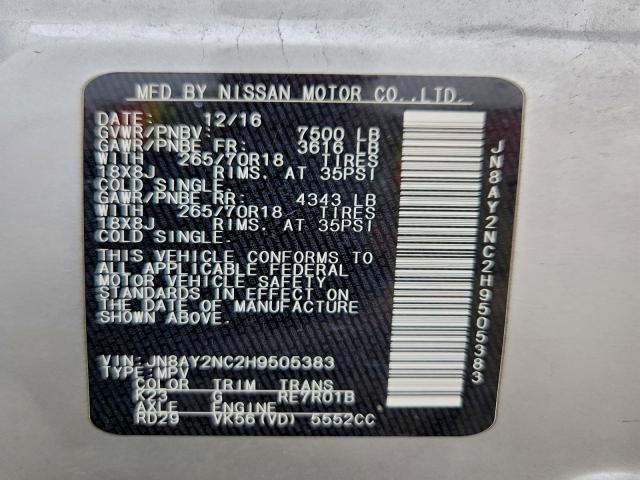 MFD BY NISSAN MOTOR CO.,LTD.
DATE: 12/16
GVWR/PNBV: 7500 LB
GAWR/PNBE FR: 3616 LB
WITH 265/70R18 TIRES
18X8J RIMS. AT 35PSI
COLD SINGLE.
GAWR/PNBE RR: 4343 LB
WITH 265/70R18 TIRES
18X8J RIMS. AT 35PSI
COLD SINGLE.
THIS VEHICLE CONFORMS TO
ALL APPLICABLE FEDERAL
MOTOR VEHICLE SAFETY
STANDARDS IN EFFECT ON
THE DATE OF MANUFACTURE
VIN: JN8AY2NC2H9505383
TYPE: MPV
COLOR TRIM TRANS
K23 G RE7R01B
AXLE ENGINE
RD29 VK56(VD) 5552CC
JN8AY2NC2H9505383